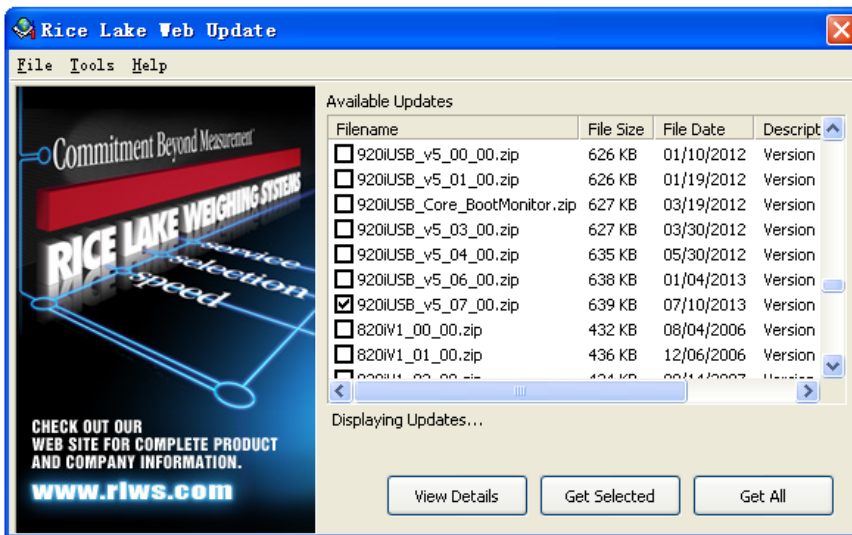 Rice Lake Web Update
File Tools Help
Commitment Beyond Measurement
RICE LAKE WEIGHING SYSTEMS
service
selection
speed
CHECK OUT OUR
WEB SITE FOR COMPLETE PRODUCT
AND COMPANY INFORMATION.
www.rlws.com
Available Updates
Filename File Size File Date Descript
920iUSB_v5_00_00.zip 626 KB 01/10/2012 Version
920iUSB_v5_01_00.zip 626 KB 01/19/2012 Version
920iUSB_Core_BootMonitor.zip 627 KB 03/19/2012 Version
920iUSB_v5_03_00.zip 627 KB 03/30/2012 Version
920iUSB_v5_04_00.zip 635 KB 05/30/2012 Version
920iUSB_v5_06_00.zip 638 KB 01/04/2013 Version
920iUSB_v5_07_00.zip 639 KB 07/10/2013 Version
820iV1_00_00.zip 432 KB 08/04/2006 Version
820iV1_01_00.zip 436 KB 12/06/2006 Version
Displaying Updates...
View Details Get Selected Get All